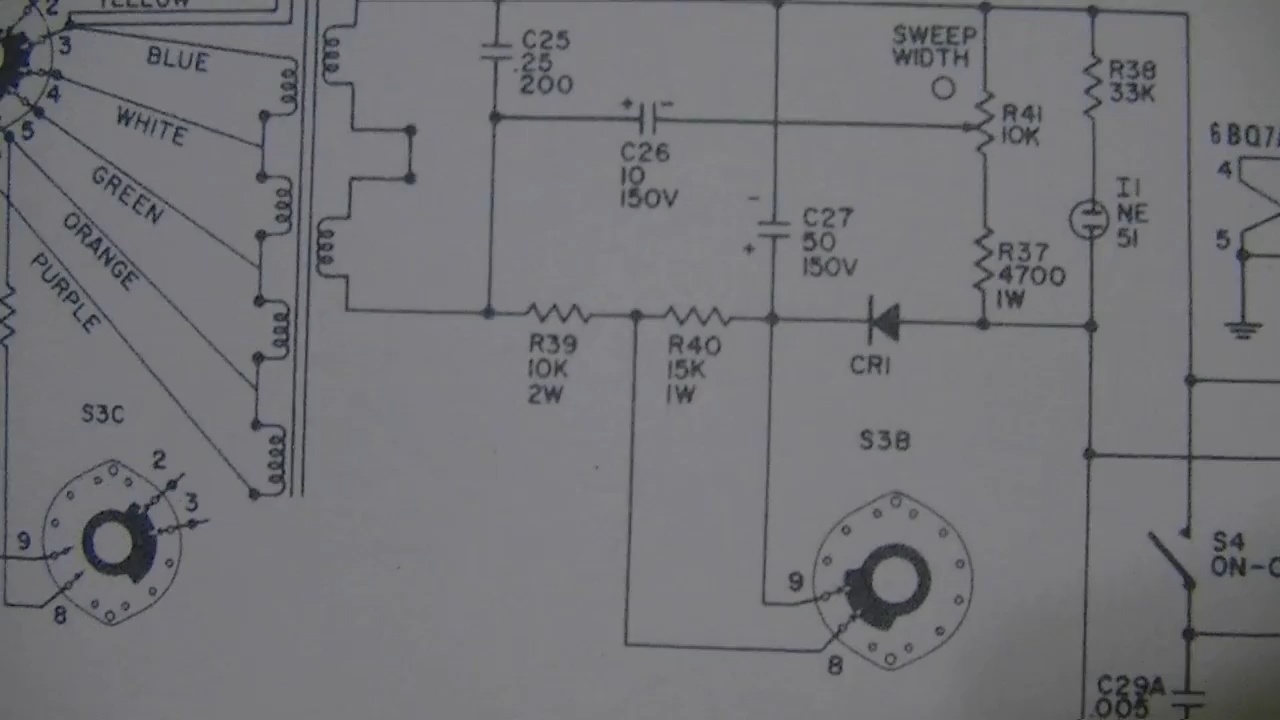 2
YELLOW
3
BLUE
4
WHITE
5
GREEN
ORANGE
PURPLE
C25
.25
200
+ -
C26
10
150V
SWEEP
WIDTH
R41
10K
R38
33K
I1
NE
51
6BQ7A
4
5
-
+
C27
50
150V
R37
4700
1W
R39
10K
2W
R40
15K
1W
CR1
S3C
2
3
9
8
S3B
9
8
S4
ON-O
C29A
.005